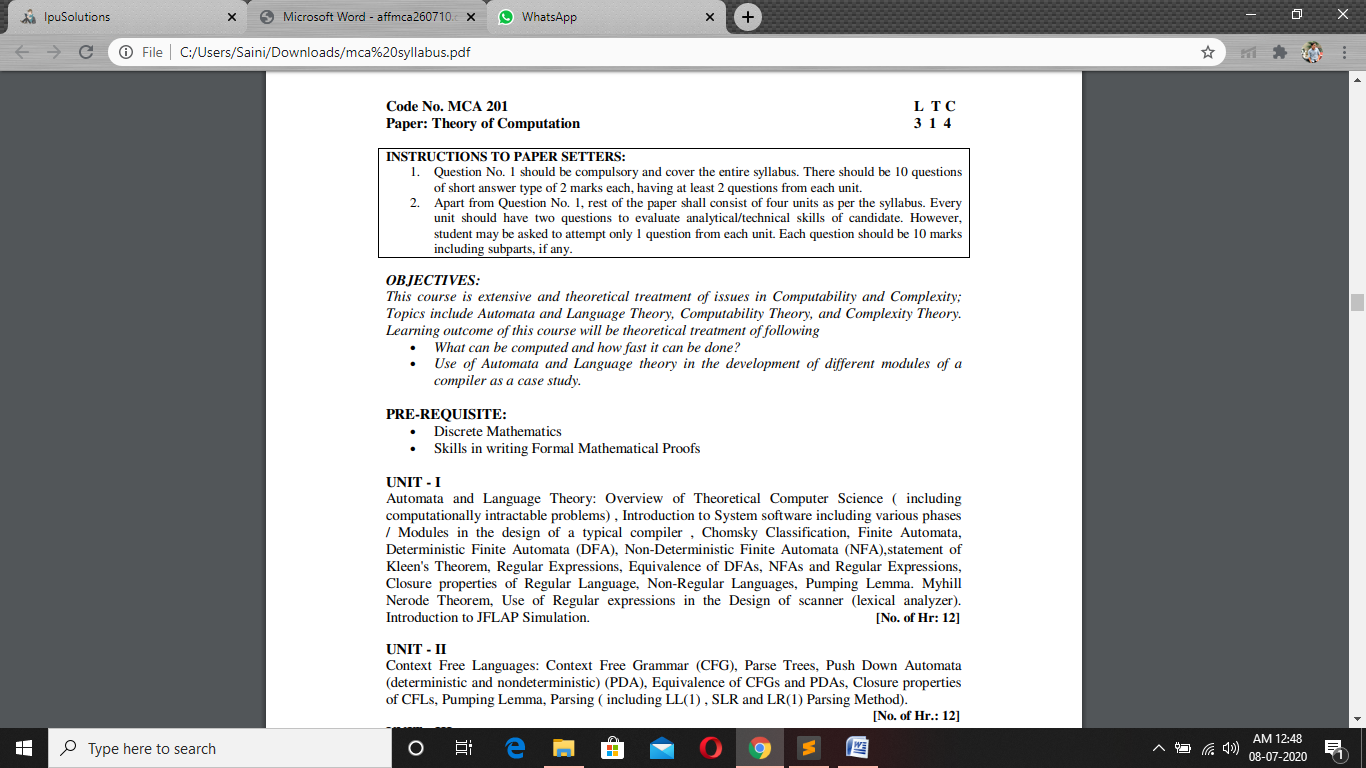 IpuSolutions
Microsoft Word - affmca260710.
WhatsApp
File
C:/Users/Saini/Downloads/mca%20syllabus.pdf
Code No. MCA 201 L T C
Paper: Theory of Computation 3 1 4
INSTRUCTIONS TO PAPER SETTERS:
1. Question No. 1 should be compulsory and cover the entire syllabus. There should be 10 questions
of short answer type of 2 marks each, having at least 2 questions from each unit.
2. Apart from Question No. 1, rest of the paper shall consist of four units as per the syllabus. Every
unit should have two questions to evaluate analytical/technical skills of candidate. However,
student may be asked to attempt only 1 question from each unit. Each question should be 10 marks
including subparts, if any.
OBJECTIVES:
This course is extensive and theoretical treatment of issues in Computability and Complexity;
Topics include Automata and Language Theory, Computability Theory, and Complexity Theory.
Learning outcome of this course will be theoretical treatment of following
• What can be computed and how fast it can be done?
• Use of Automata and Language theory in the development of different modules of a
compiler as a case study.
PRE-REQUISITE:
• Discrete Mathematics
• Skills in writing Formal Mathematical Proofs
UNIT - I
Automata and Language Theory: Overview of Theoretical Computer Science ( including
computationally intractable problems) , Introduction to System software including various phases
/ Modules in the design of a typical compiler , Chomsky Classification, Finite Automata,
Deterministic Finite Automata (DFA), Non-Deterministic Finite Automata (NFA),statement of
Kleen's Theorem, Regular Expressions, Equivalence of DFAs, NFAs and Regular Expressions,
Closure properties of Regular Language, Non-Regular Languages, Pumping Lemma. Myhill
Nerode Theorem, Use of Regular expressions in the Design of scanner (lexical analyzer).
Introduction to JFLAP Simulation. [No. of Hr: 12]
UNIT - II
Context Free Languages: Context Free Grammar (CFG), Parse Trees, Push Down Automata
(deterministic and nondeterministic) (PDA), Equivalence of CFGs and PDAs, Closure properties
of CFLs, Pumping Lemma, Parsing ( including LL(1) , SLR and LR(1) Parsing Method).
[No. of Hr.: 12]
Type here to search
AM 12:48
08-07-2020
1